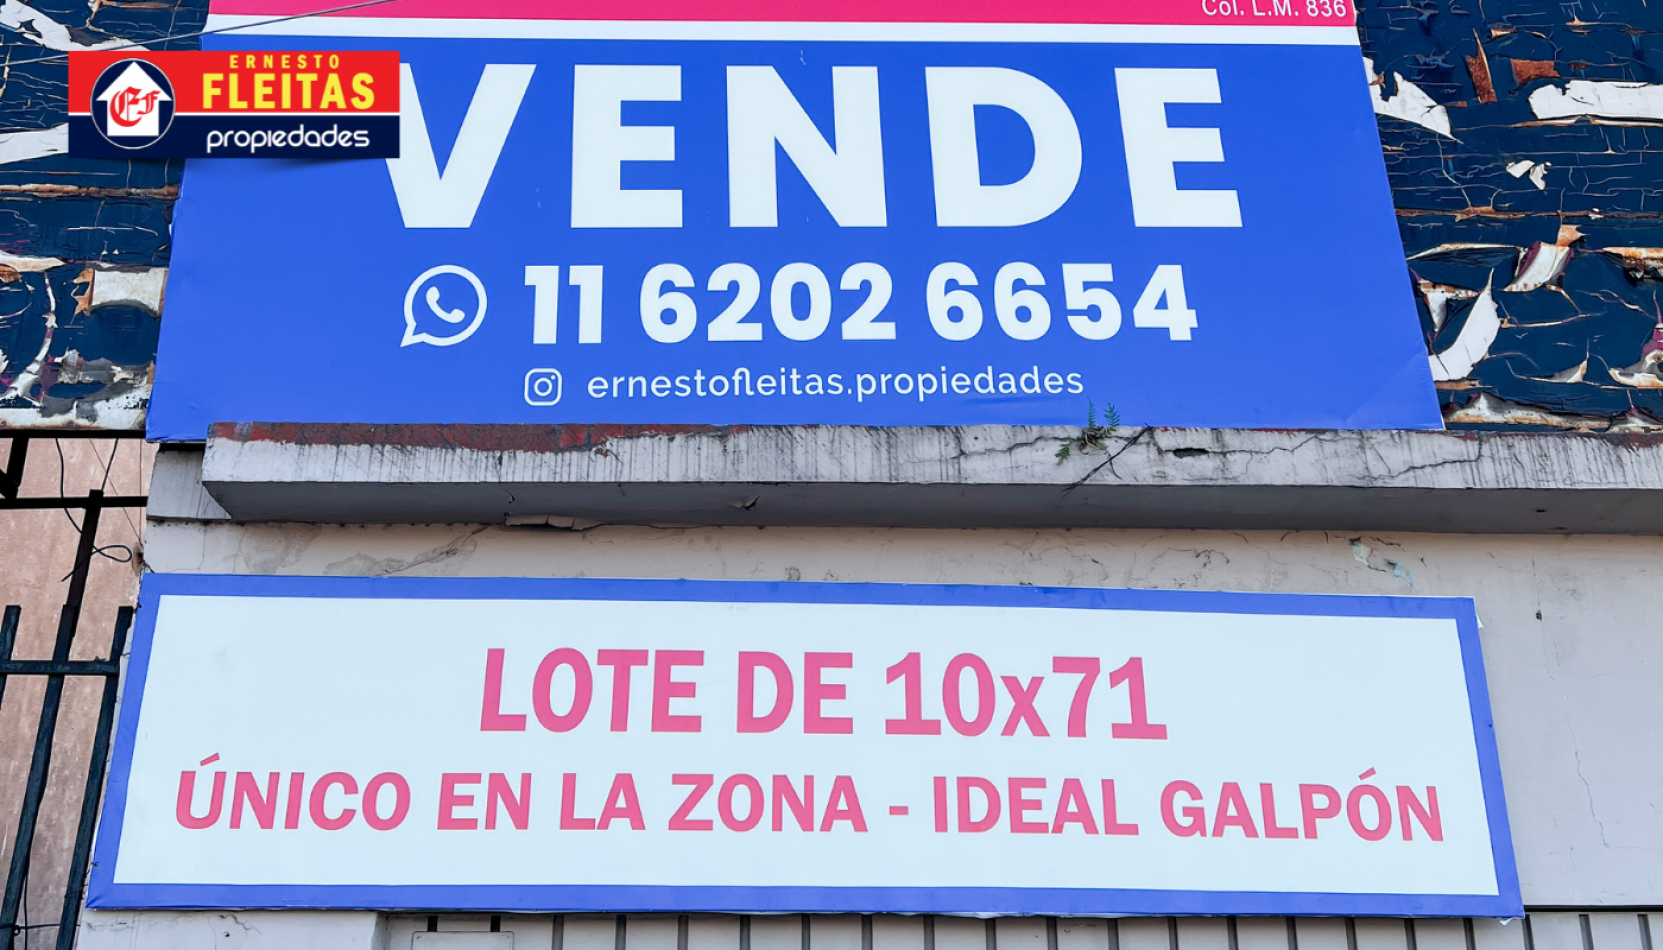 Col. L.M. 836
ERNESTO
FLEITAS
propiedades
VENDE
11 6202 6654
ernestofleitas.propiedades
LOTE DE 10x71
ÚNICO EN LA ZONA - IDEAL GALPÓN